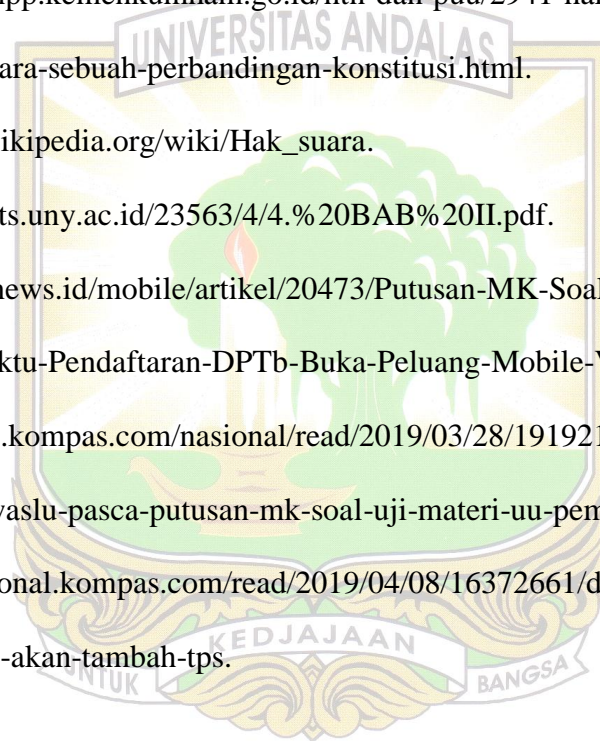 pp.kemenkumham.go.id/htn-dan-puu/2941-ha
UNIVERSITAS ANDALAS
ara-sebuah-perbandingan-konstitusi.html.
ikipedia.org/wiki/Hak_suara.
ts.uny.ac.id/23563/4/4.%20BAB%20II.pdf.
news.id/mobile/artikel/20473/Putusan-MK-Soal
ktu-Pendaftaran-DPTb-Buka-Peluang-Mobile-V
.kompas.com/nasional/read/2019/03/28/191921
vaslu-pasca-putusan-mk-soal-uji-materi-uu-pem
onal.kompas.com/read/2019/04/08/16372661/d
-akan-tambah-tps.
UNTUK KEDJAJAAN BANGSA